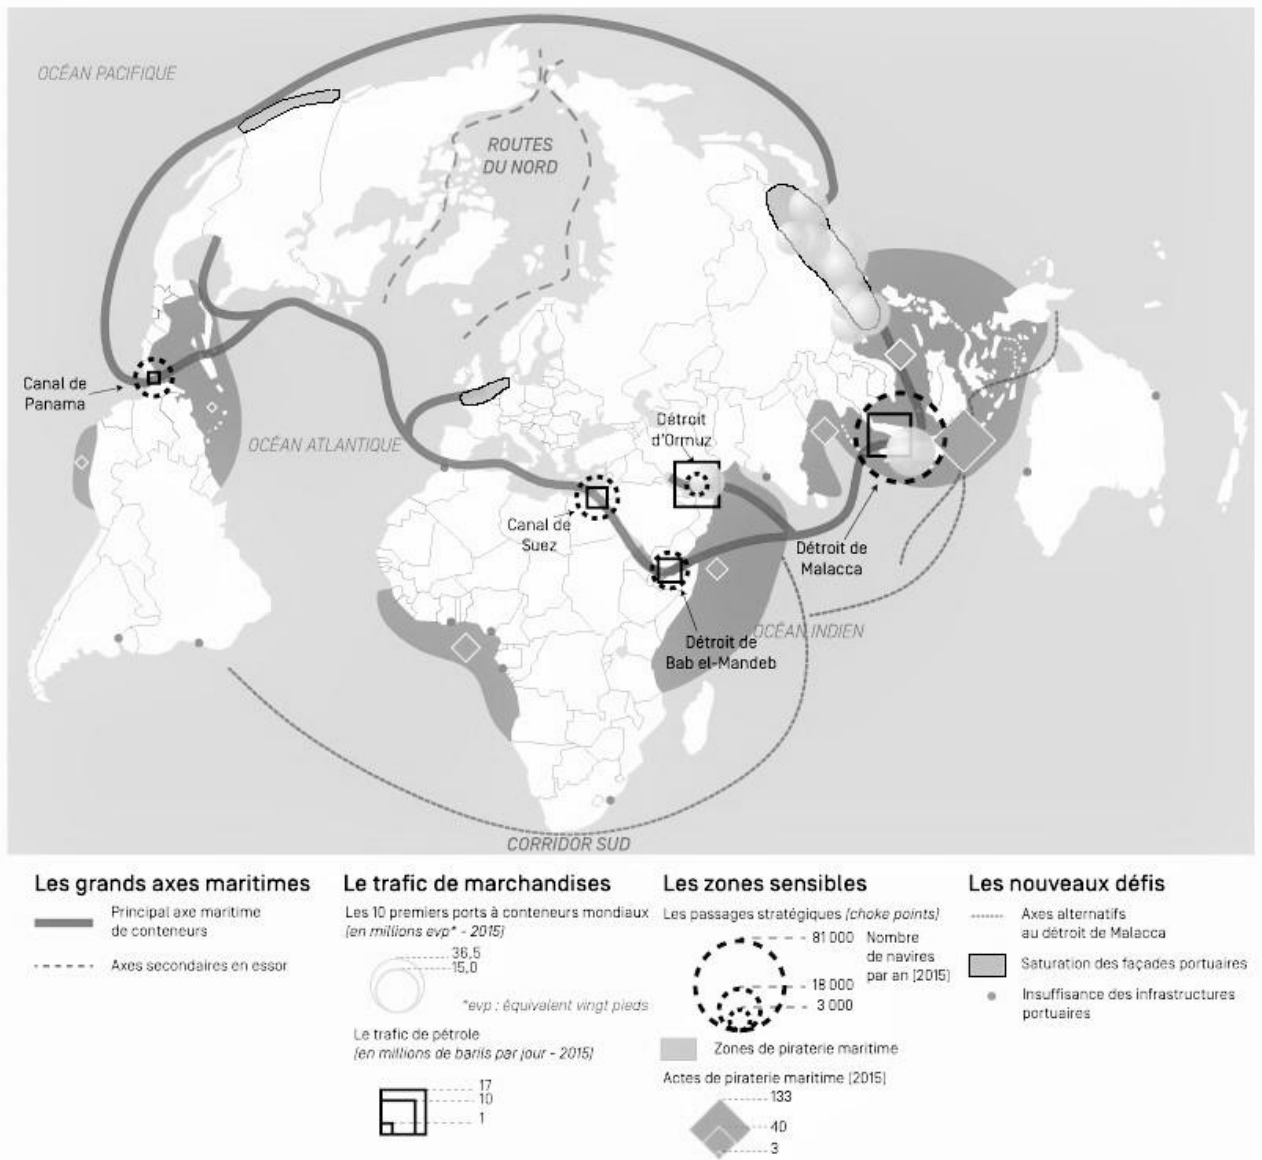 OCÉAN PACIFIQUE
ROUTES
DU NORD
Canal de
Panama
OCÉAN ATLANTIQUE
Détroit
d'Ormuz
Canal de
Suez
Détroit de
Malacca
OCÉAN INDIEN
Détroit de
Bab el-Mandeb
CORRIDOR SUD
Les grands axes maritimes
Principal axe maritime
de conteneurs
Axes secondaires en essor
Le trafic de marchandises
Les 10 premiers ports à conteneurs mondiaux
(en millions evp* - 2015)
36,5
15,0
*evp : équivalent vingt pieds
Le trafic de pétrole
(en millions de barils par jour - 2015)
17
10
1
Les zones sensibles
Les passages stratégiques (choke points)
81 000
18 000
3 000
Nombre
de navires
par an (2015)
Zones de piraterie maritime
Actes de piraterie maritime (2015)
133
40
3
Les nouveaux défis
Axes alternatifs
au détroit de Malacca
Saturation des façades portuaires
Insuffisance des infrastructures
portuaires